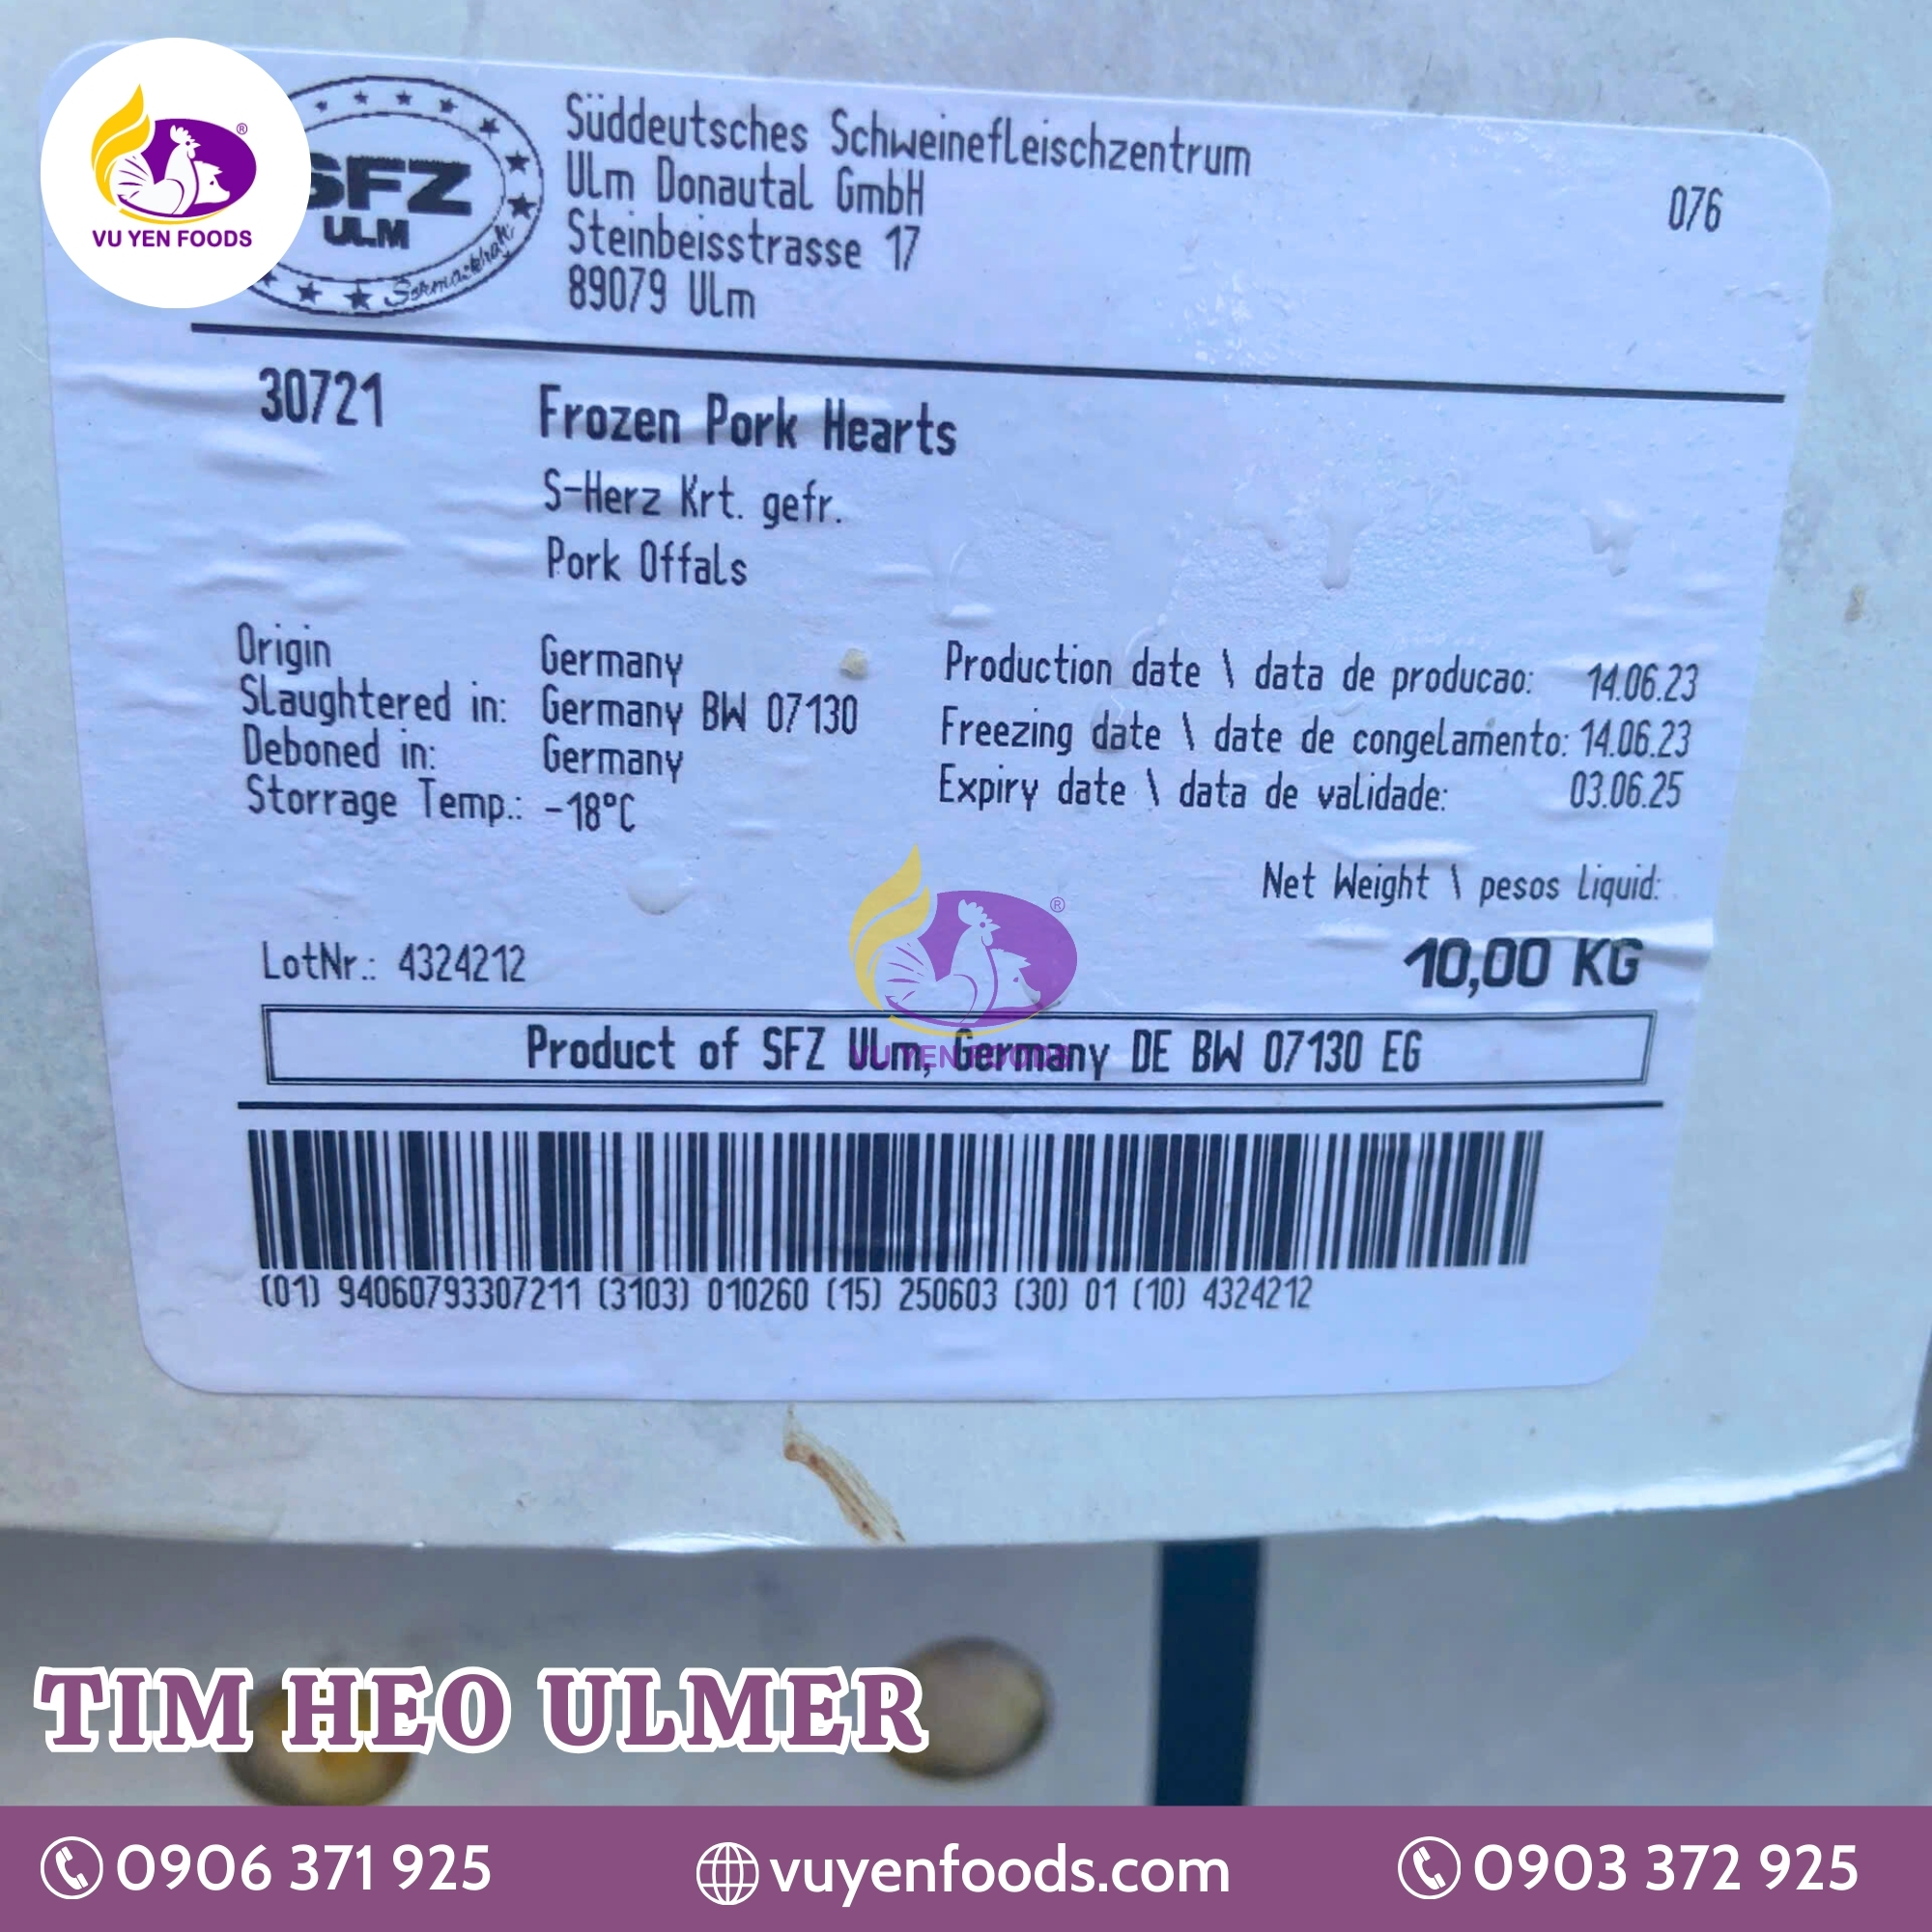 VU YEN FOODS
®
SFZ
ULM
Schmackhaft
Süddeutsches Schweinefleischzentrum
Ulm Donautal GmbH
Steinbeisstrasse 17
89079 Ulm
076
30721
Frozen Pork Hearts
S-Herz Krt. gefr.
Pork Offals
Origin Germany
Slaughtered in: Germany BW 07130
Deboned in: Germany
Storrage Temp.: -18°C
Production date \ data de producao: 14.06.23
Freezing date \ date de congelamento: 14.06.23
Expiry date \ data de validade: 03.06.25
Net Weight \ pesos liquid:
10,00 KG
LotNr.: 4324212
®
VU YEN FOODS
Product of SFZ Ulm, Germany DE BW 07130 EG
(01) 94060793307211 (3103) 010260 (15) 250603 (30) 01 (10) 4324212
TIM HEO ULMER
0906 371 925
vuyenfoods.com
0903 372 925